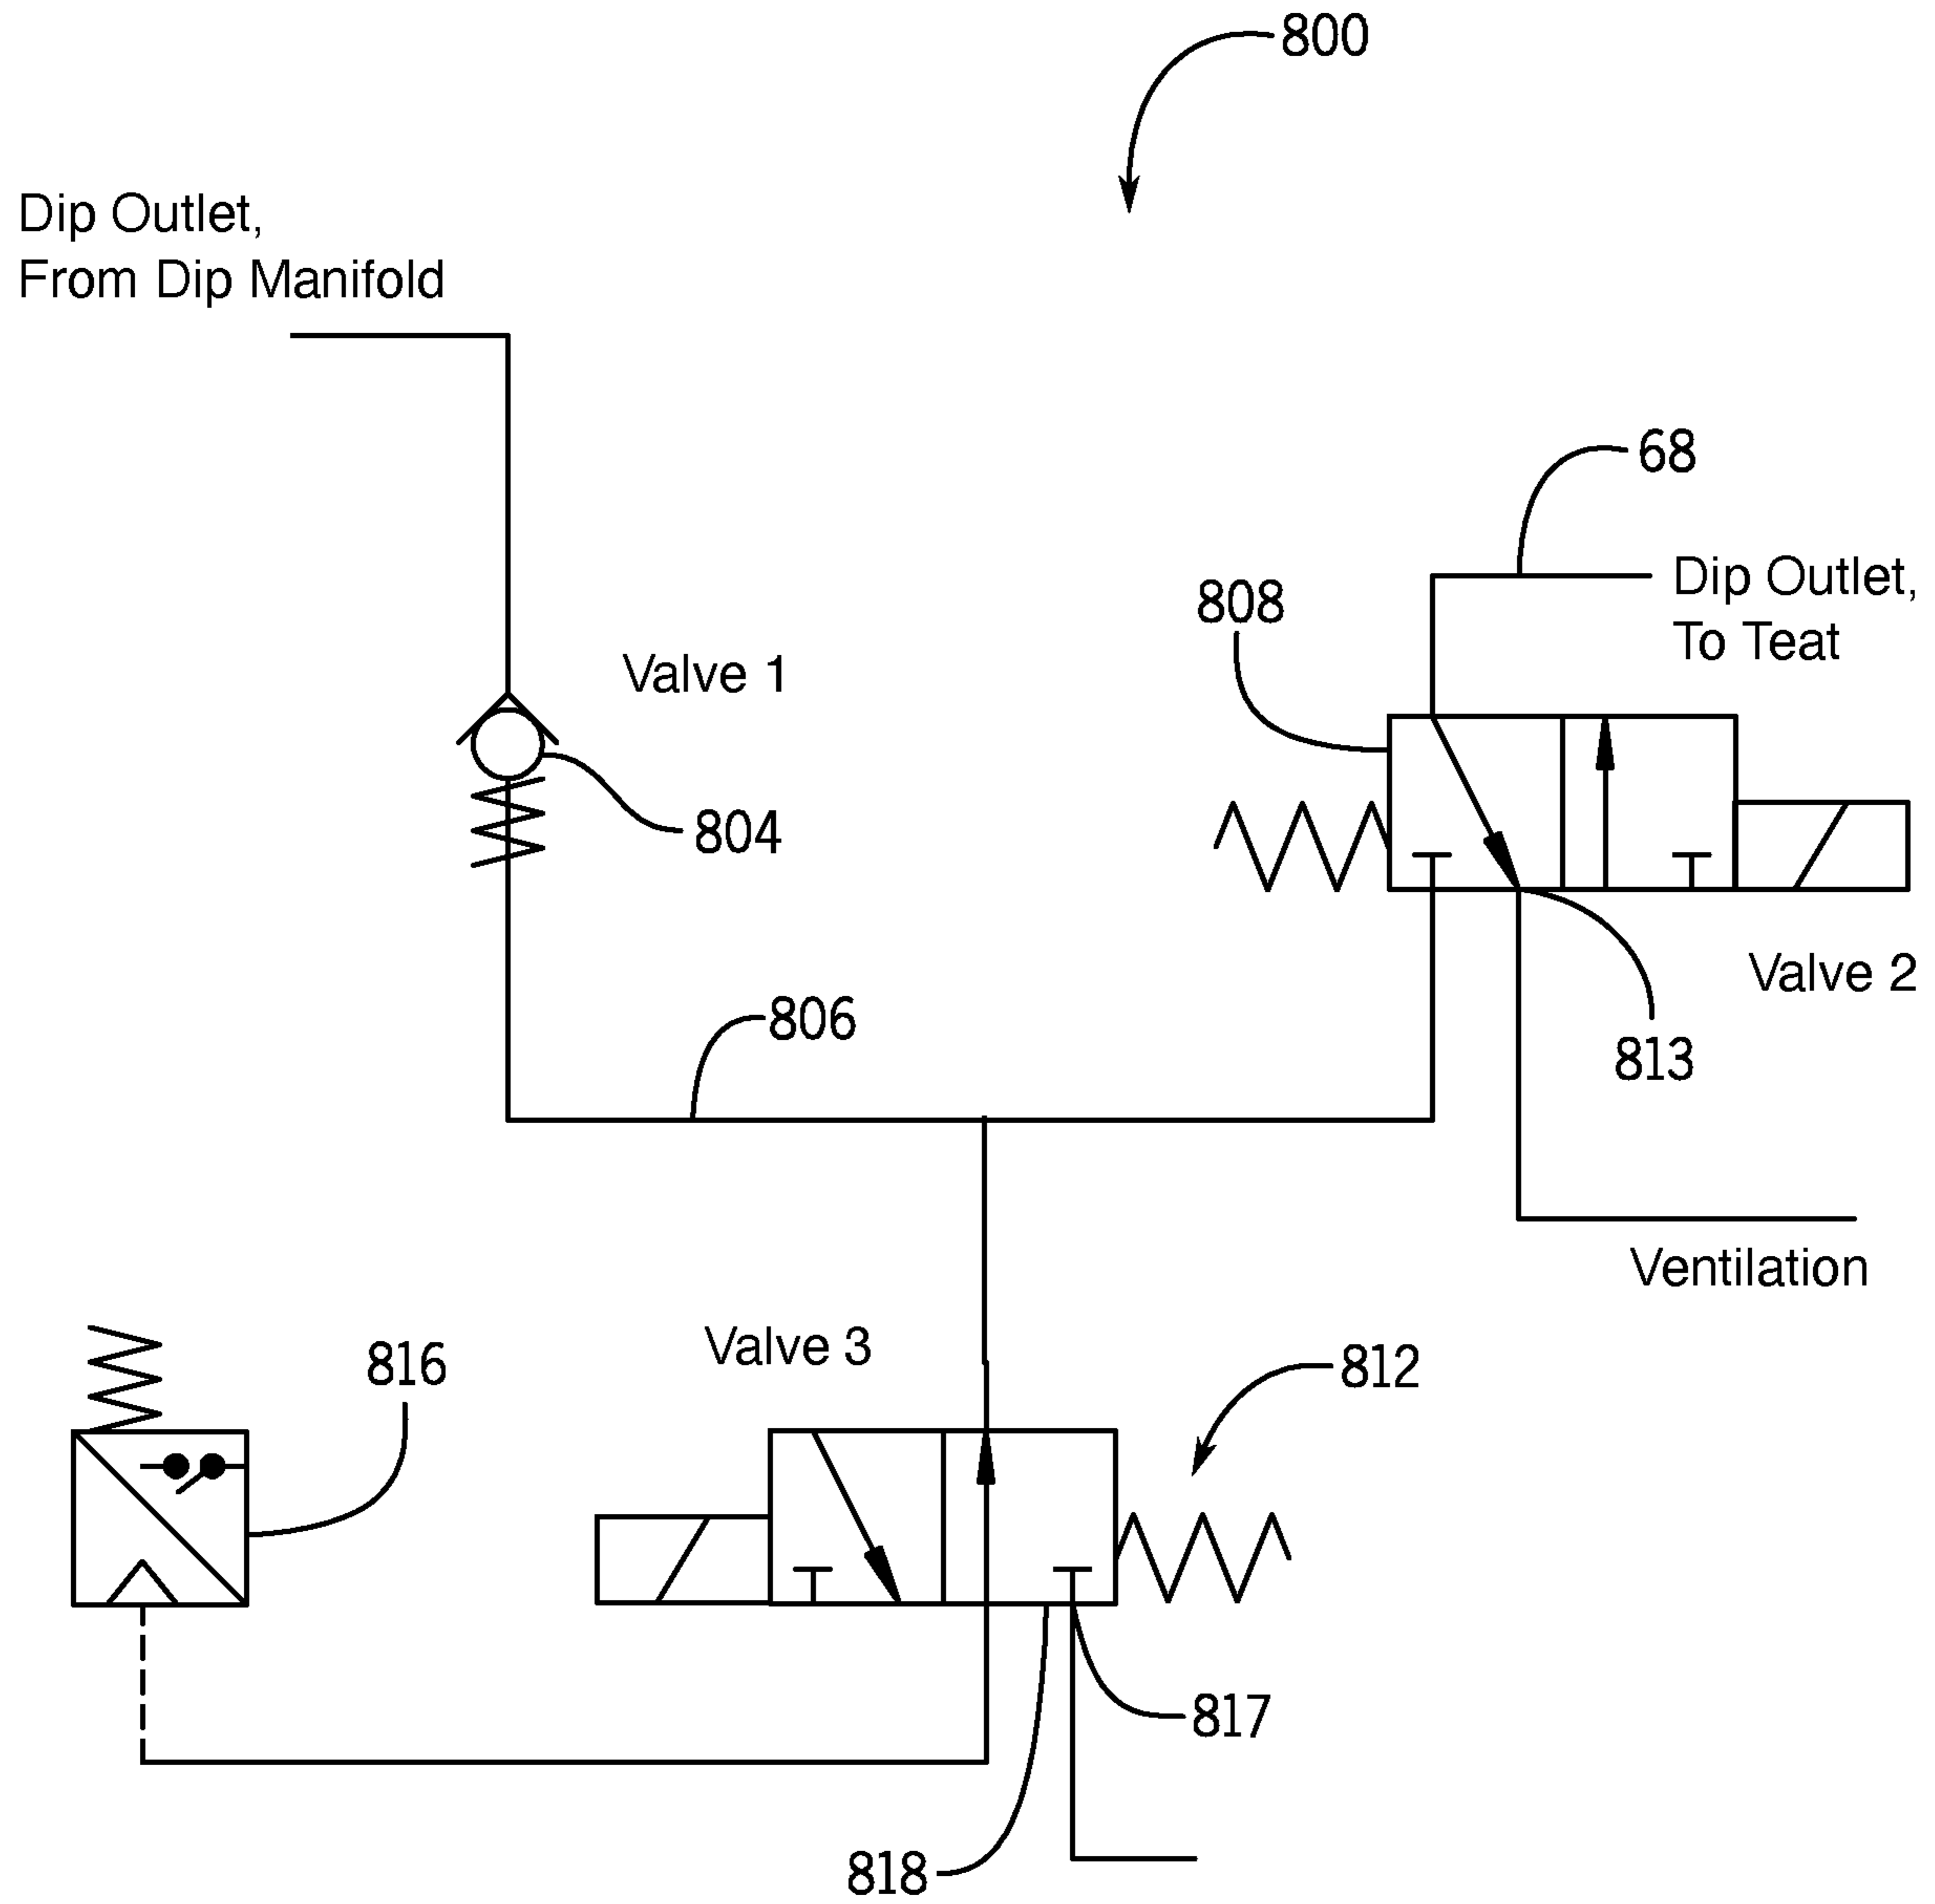 800
Dip Outlet,
From Dip Manifold
68
Dip Outlet,
To Teat
808
Valve 1
804
Valve 2
813
806
Ventilation
Valve 3
816
812
817
818